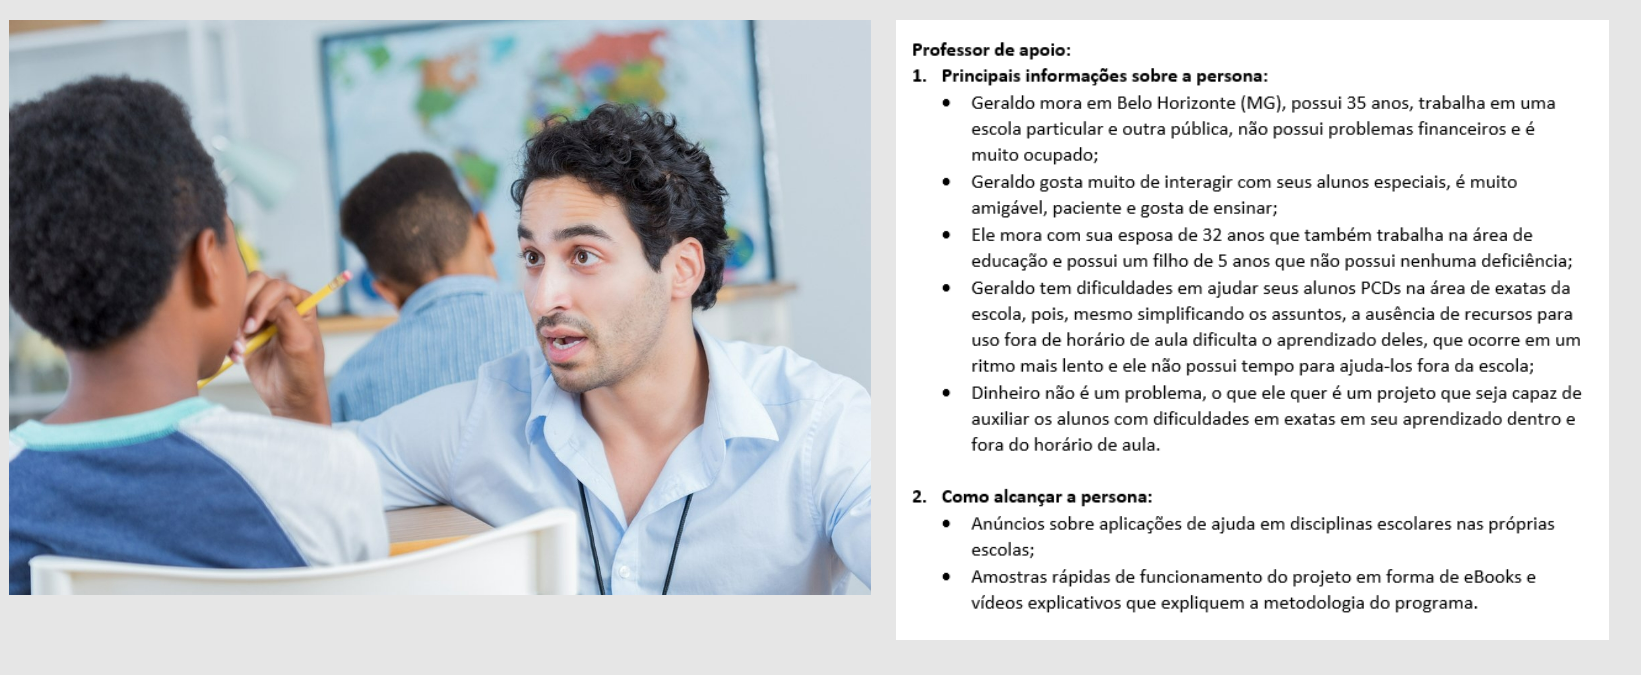 Professor de apoio:
1. Principais informações sobre a persona:
• Geraldo mora em Belo Horizonte (MG), possui 35 anos, trabalha em uma
escola particular e outra pública, não possui problemas financeiros e é
muito ocupado;
• Geraldo gosta muito de interagir com seus alunos especiais, é muito
amigável, paciente e gosta de ensinar;
• Ele mora com sua esposa de 32 anos que também trabalha na área de
educação e possui um filho de 5 anos que não possui nenhuma deficiência;
• Geraldo tem dificuldades em ajudar seus alunos PCDs na área de exatas da
escola, pois, mesmo simplificando os assuntos, a ausência de recursos para
uso fora de horário de aula dificulta o aprendizado deles, que ocorre em um
ritmo mais lento e ele não possui tempo para ajuda-los fora da escola;
• Dinheiro não é um problema, o que ele quer é um projeto que seja capaz de
auxiliar os alunos com dificuldades em exatas em seu aprendizado dentro e
fora do horário de aula.
2. Como alcançar a persona:
• Anúncios sobre aplicações de ajuda em disciplinas escolares nas próprias
escolas;
• Amostras rápidas de funcionamento do projeto em forma de eBooks e
vídeos explicativos que expliquem a metodologia do programa.